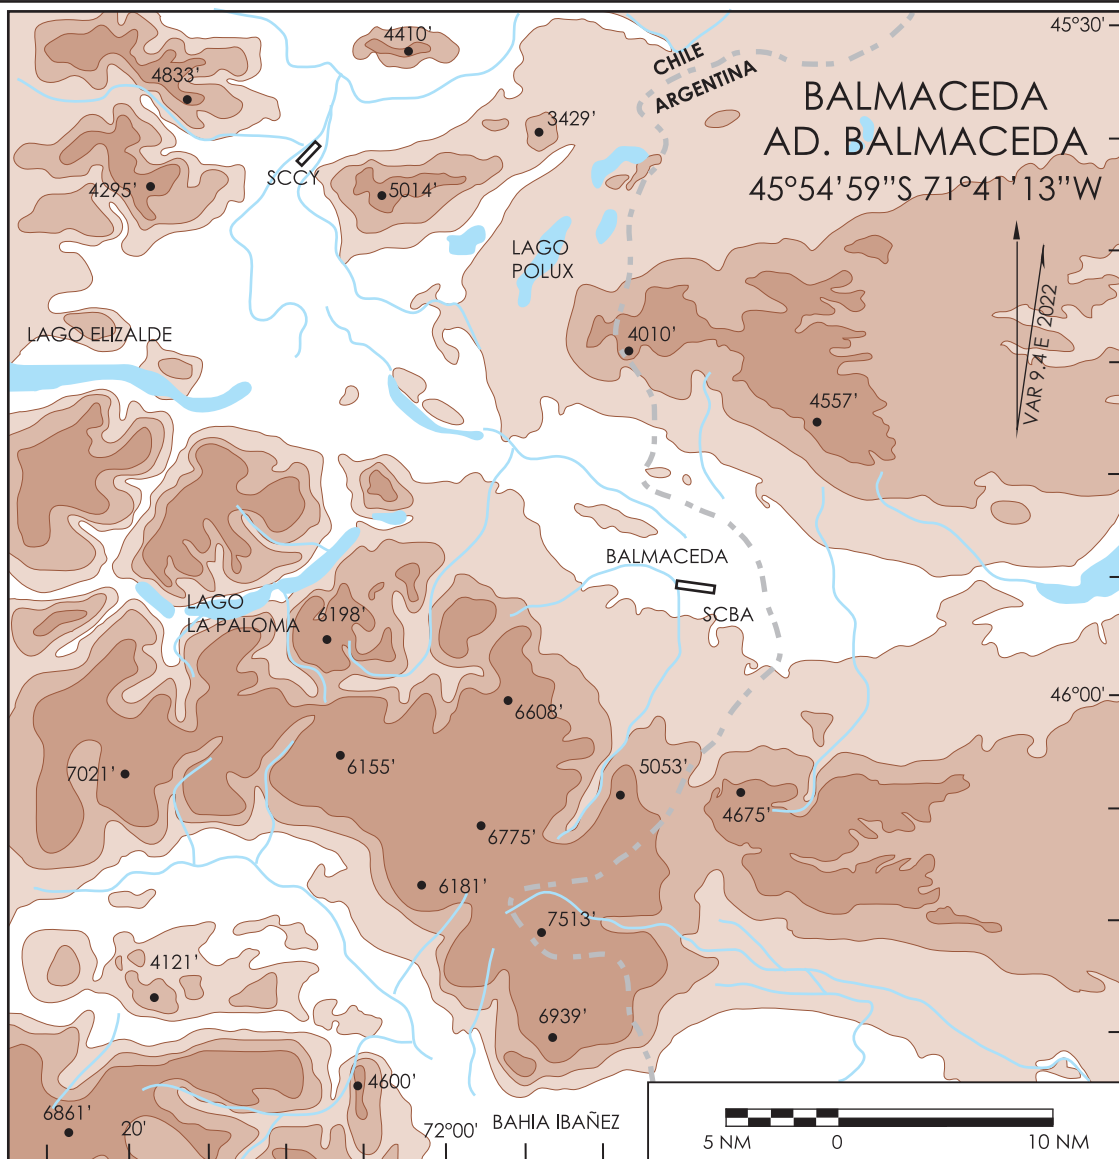 45°30'
4410'
CHILE
ARGENTINA
4833'
BALMACEDA
AD. BALMACEDA
45°54'59"S 71°41'13"W
3429'
SCCY
4295'
5014'
LAGO
POLUX
VAR 9.4 E 2022
LAGO ELIZALDE
4010'
4557'
BALMACEDA
SCBA
LAGO
LA PALOMA
6198'
46°00'
6608'
6155'
7021'
5053'
4675'
6775'
6181'
7513'
4121'
6939'
4600'
6861'
20'
72°00'
BAHIA IBAÑEZ
5 NM 0 10 NM